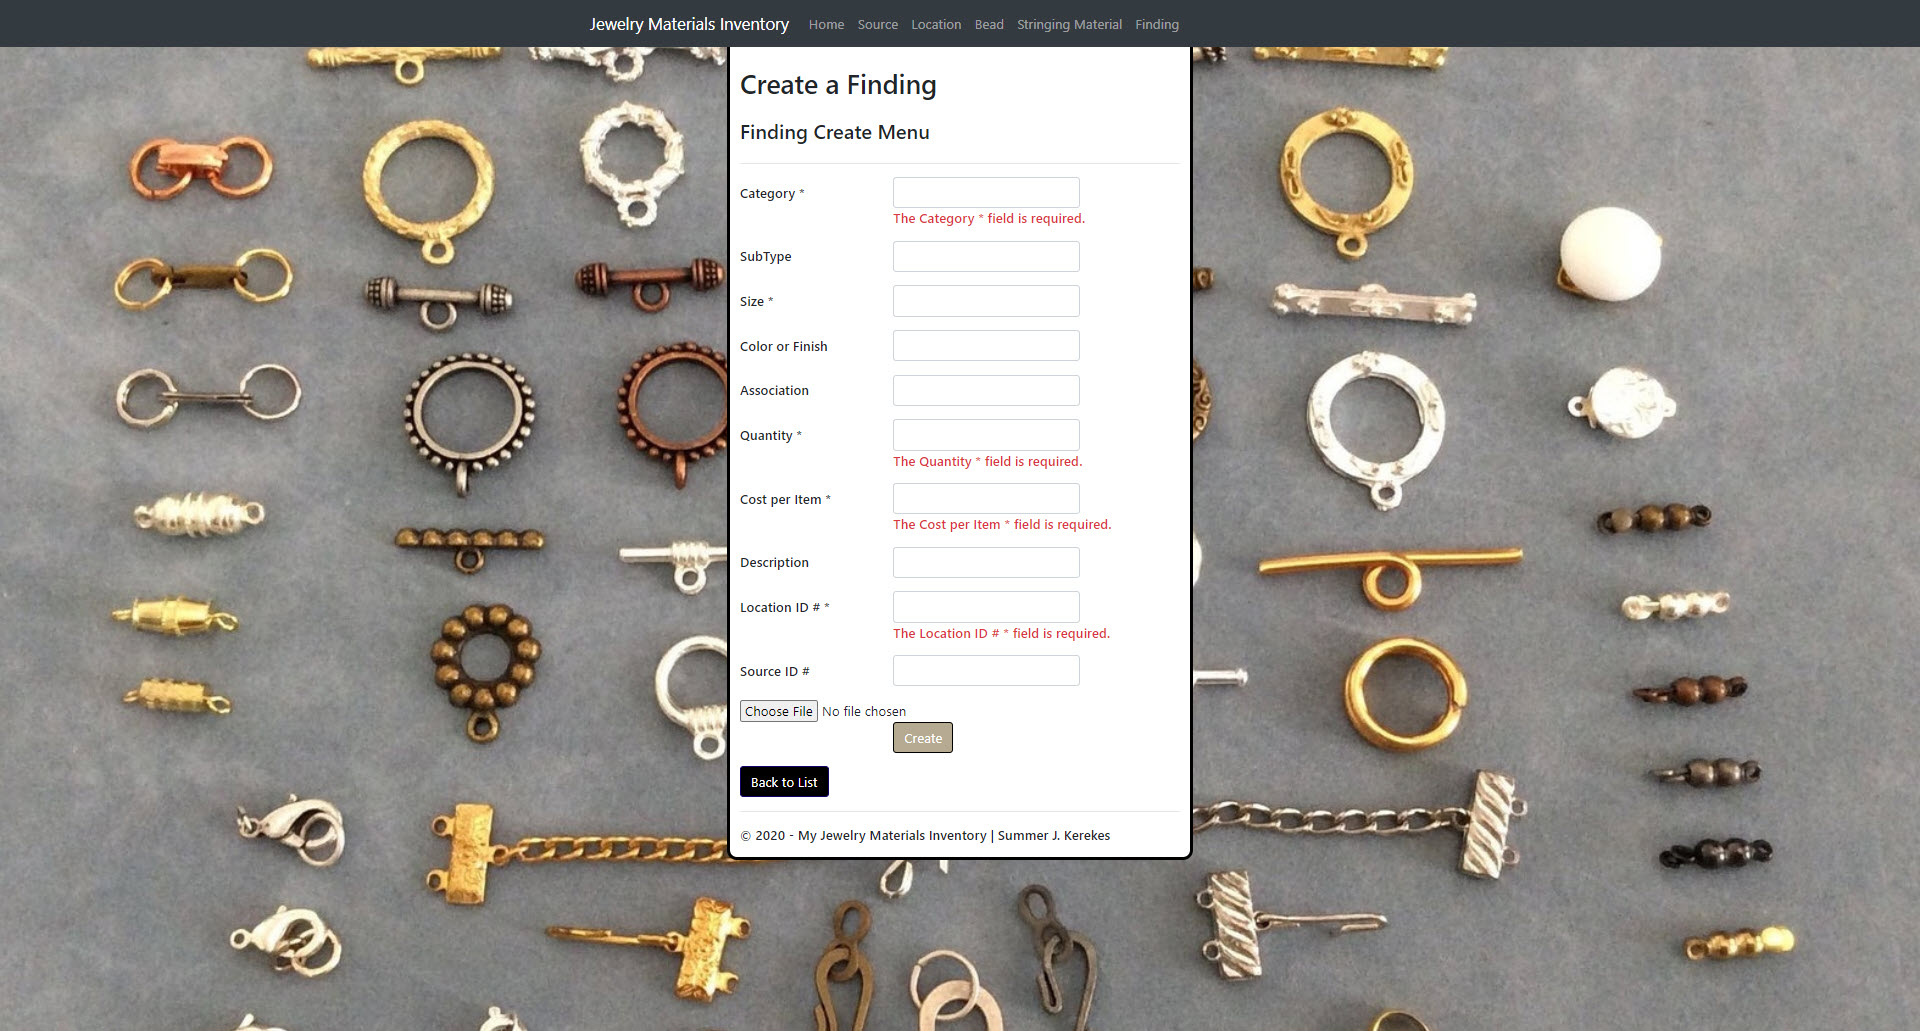 Jewelry Materials Inventory Home Source Location Bead Stringing Material Finding
Create a Finding
Finding Create Menu
Category *
The Category * field is required.
SubType
Size *
Color or Finish
Association
Quantity *
The Quantity * field is required.
Cost per Item *
The Cost per Item * field is required.
Description
Location ID # *
The Location ID # * field is required.
Source ID #
Choose File No file chosen
Create
Back to List
© 2020 - My Jewelry Materials Inventory | Summer J. Kerekes